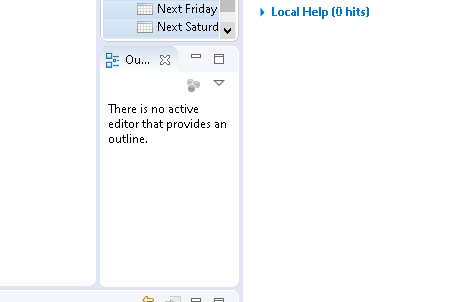 Next Friday
Next Saturd
Local Help (0 hits)
Ou...
There is no active
editor that provides an
outline.